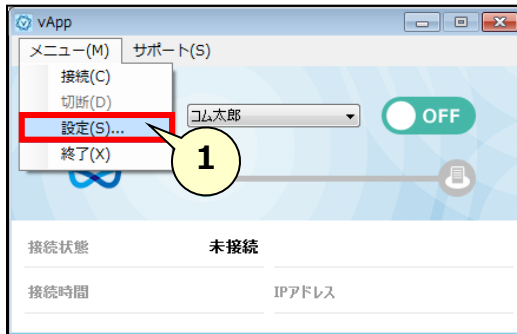 vApp
メニュー(M) サポート(S)
接続(C)
切断(D)
コム太郎
OFF
設定(S)...
終了(X)
1
接続状態 未接続
接続時間 IPアドレス